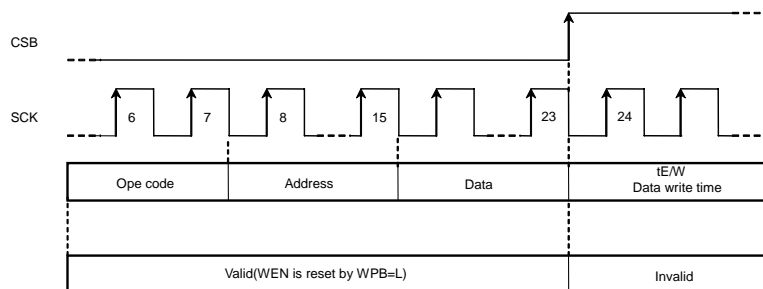 CSB
SCK
6 7 8 15 23 24
Ope code Address Data tE/W
Data write time
Valid(WEN is reset by WPB=L) Invalid